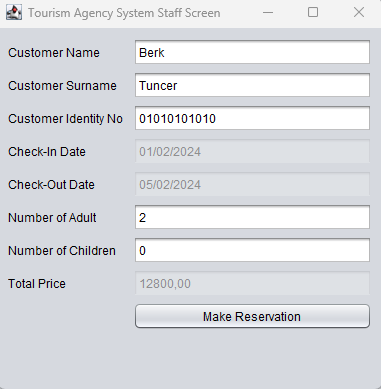 Tourism Agency System Staff Screen
Customer Name Berk
Customer Surname Tuncer
Customer Identity No 01010101010
Check-In Date 01/02/2024
Check-Out Date 05/02/2024
Number of Adult 2
Number of Children 0
Total Price 12800,00
Make Reservation